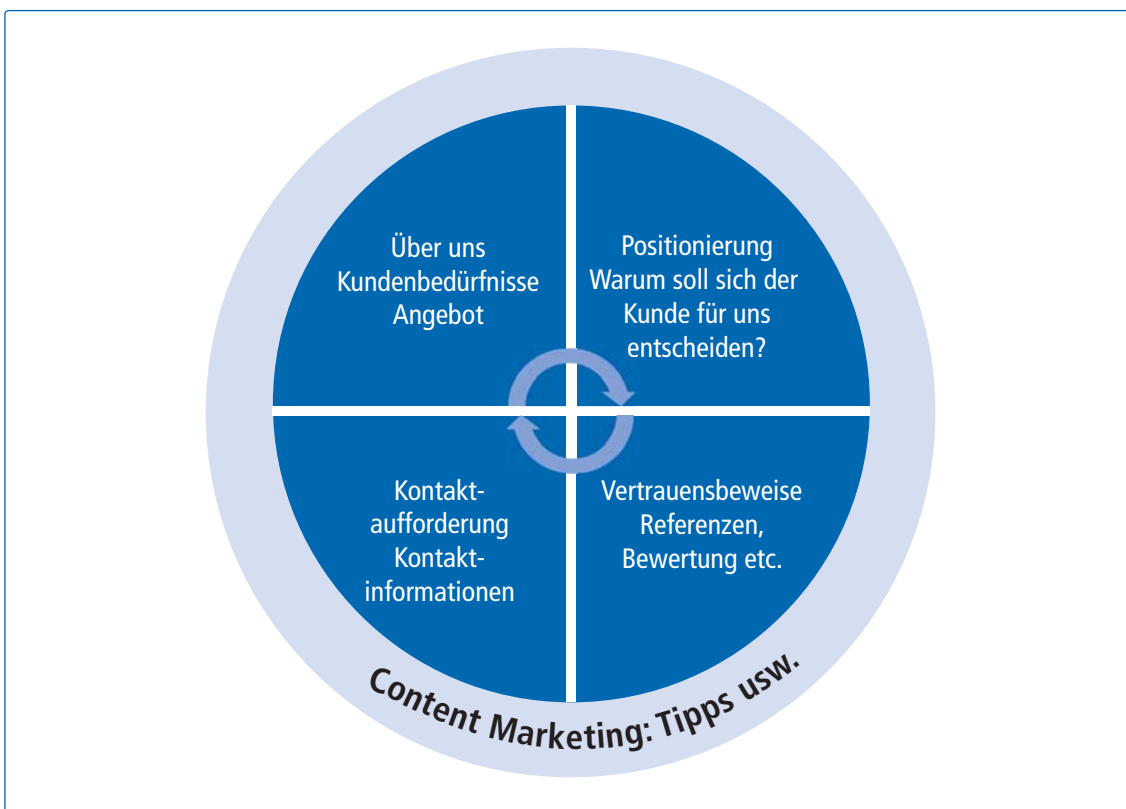 Über uns
Kundenbedürfnisse
Angebot
Positionierung
Warum soll sich der
Kunde für uns
entscheiden?
Kontakt-
aufforderung
Kontakt-
informationen
Vertrauensbeweise
Referenzen,
Bewertung etc.
Content Marketing: Tipps usw.